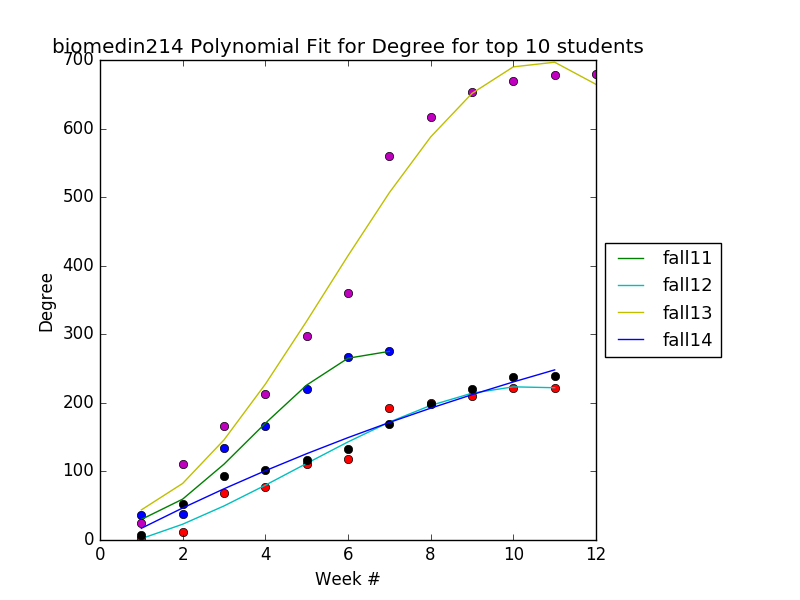 biomedin214 Polynomial Fit for Degree for top 10 students
700
600
500
400
300
200
100
0
Degree
0 2 4 6 8 10 12
Week #
fall11
fall12
fall13
fall14